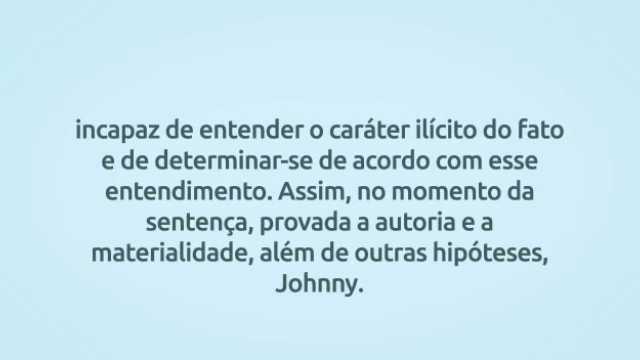 incapaz de entender o caráter ilícito do fato
e de determinar-se de acordo com esse
entendimento. Assim, no momento da
sentença, provada a autoria e a
materialidade, além de outras hipóteses,
Johnny.